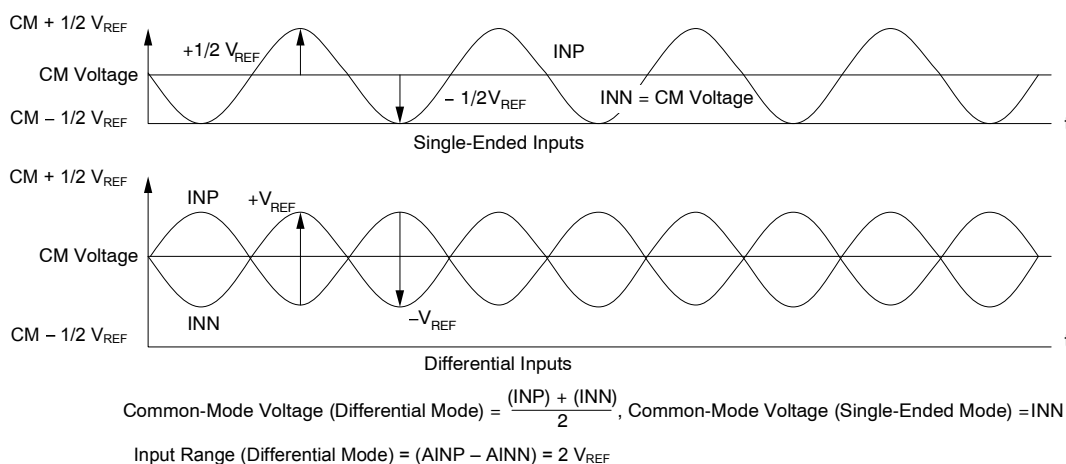 CM + 1/2 VREF
+1/2 VREF
INP
CM Voltage
− 1/2VREF
INN = CM Voltage
CM − 1/2 VREF
Single-Ended Inputs
CM + 1/2 VREF
INP
+VREF
CM Voltage
INN
−VREF
CM − 1/2 VREF
Differential Inputs
Common-Mode Voltage (Differential Mode) = (INP) + (INN) / 2, Common-Mode Voltage (Single-Ended Mode) =INN
Input Range (Differential Mode) = (AINP − AINN) = 2 VREF